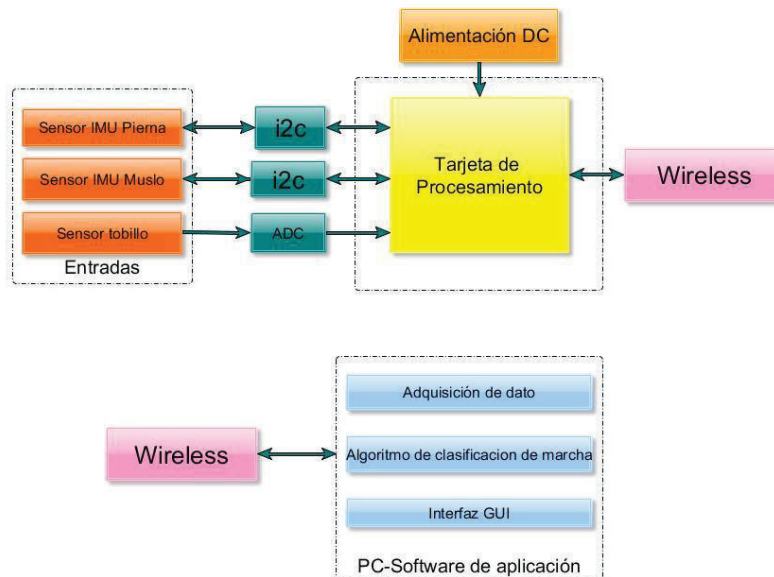 Alimentación DC
Sensor IMU Pierna
i2c
Sensor IMU Muslo
i2c
Sensor tobillo
ADC
Entradas
Tarjeta de
Procesamiento
Wireless
Wireless
Adquisición de dato
Algoritmo de clasificacion de marcha
Interfaz GUI
PC-Software de aplicación